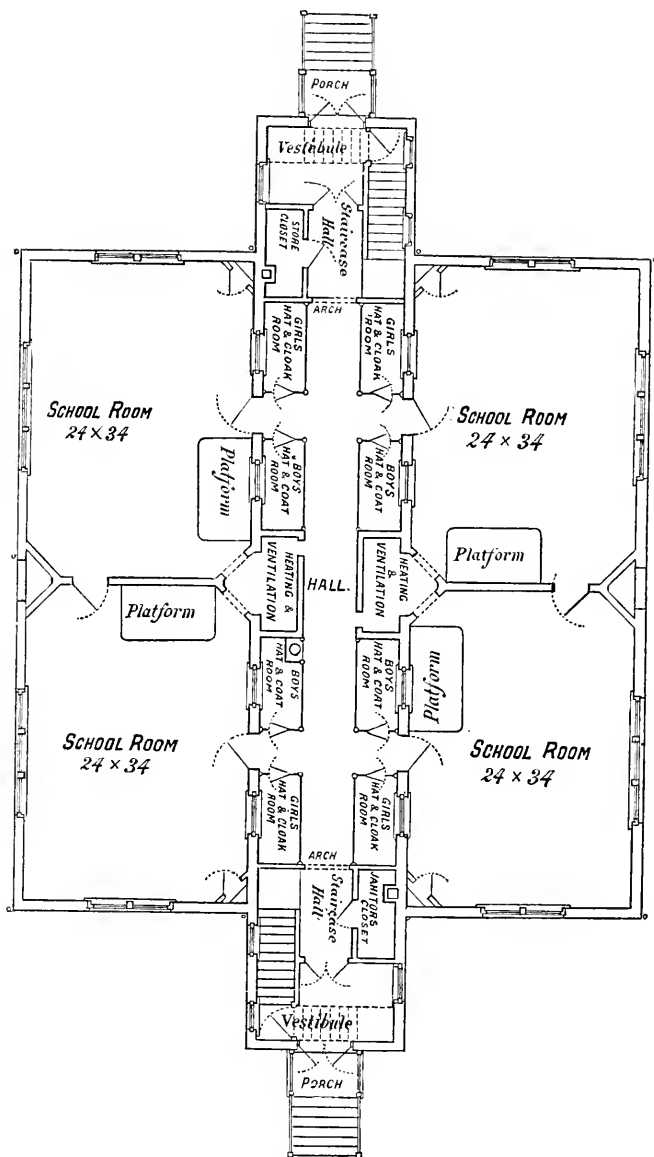 PORCH
Vestibule
STORE
CLOSET
Staircase
Hall
ARCH
GIRLS
HAT & CLOAK
ROOM
GIRLS
HAT & CLOAK
ROOM
SCHOOL ROOM
24 × 34
SCHOOL ROOM
24 × 34
Platform
BOYS
HAT & COAT
ROOM
BOYS
HAT & COAT
ROOM
Platform
HEATING &
VENTILATION
HALL.
HEATING
&
VENTILATION
Platform
BOYS
HAT & COAT
ROOM
BOYS
HAT & COAT
ROOM
Platform
SCHOOL ROOM
24 × 34
SCHOOL ROOM
24 × 34
GIRLS
HAT & CLOAK
ROOM
GIRLS
HAT & CLOAK
ROOM
ARCH
Staircase
Hall
JANITORS
CLOSET
Vestibule
PORCH